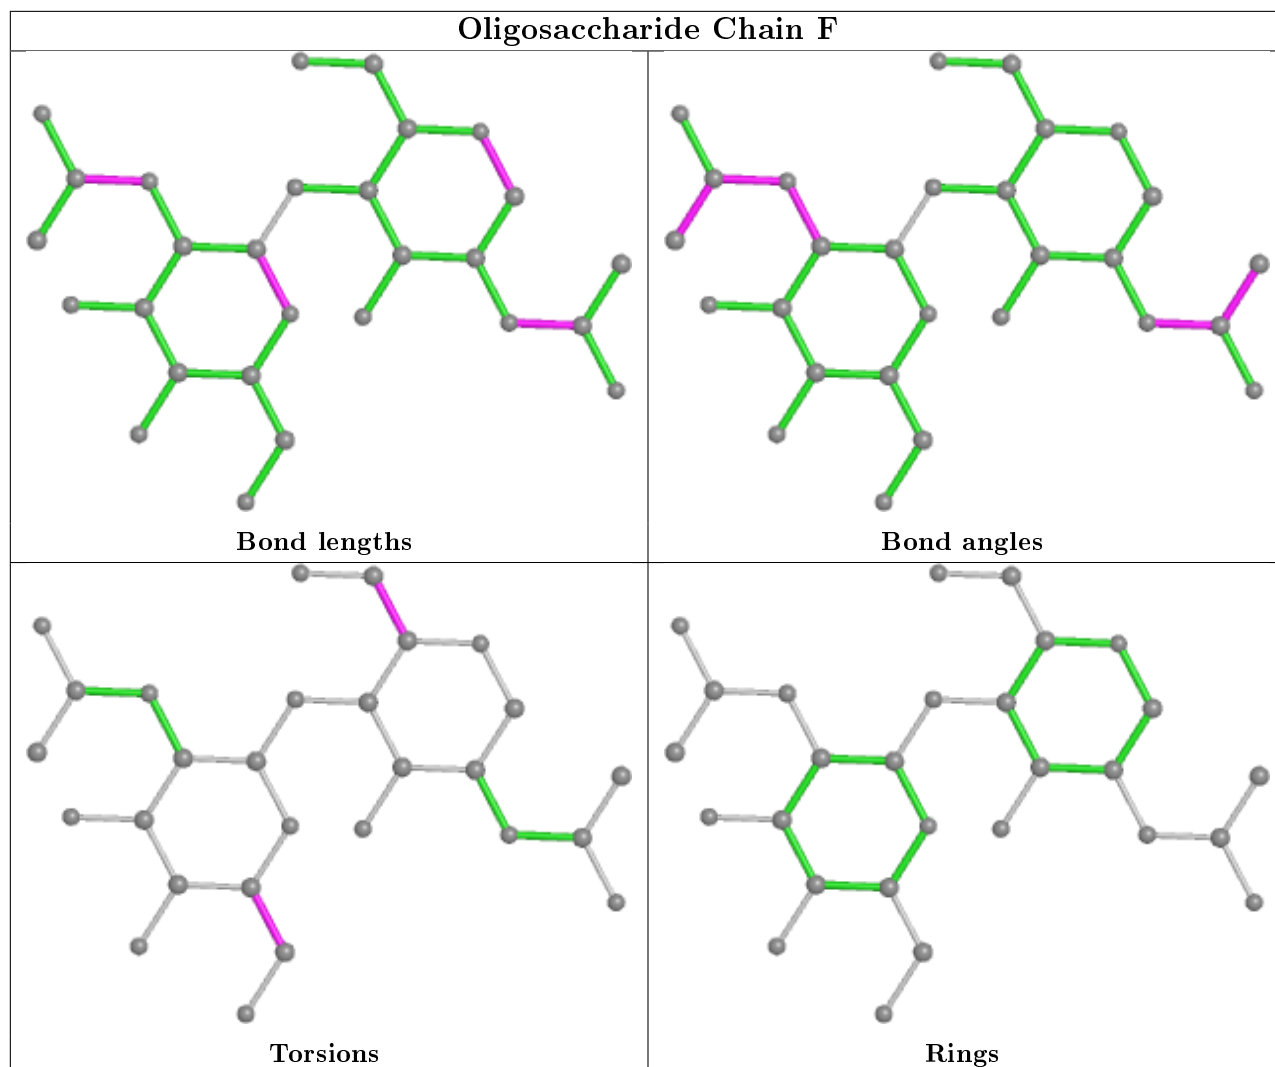 Oligosaccharide Chain F
Bond lengths
Bond angles
Torsions
Rings